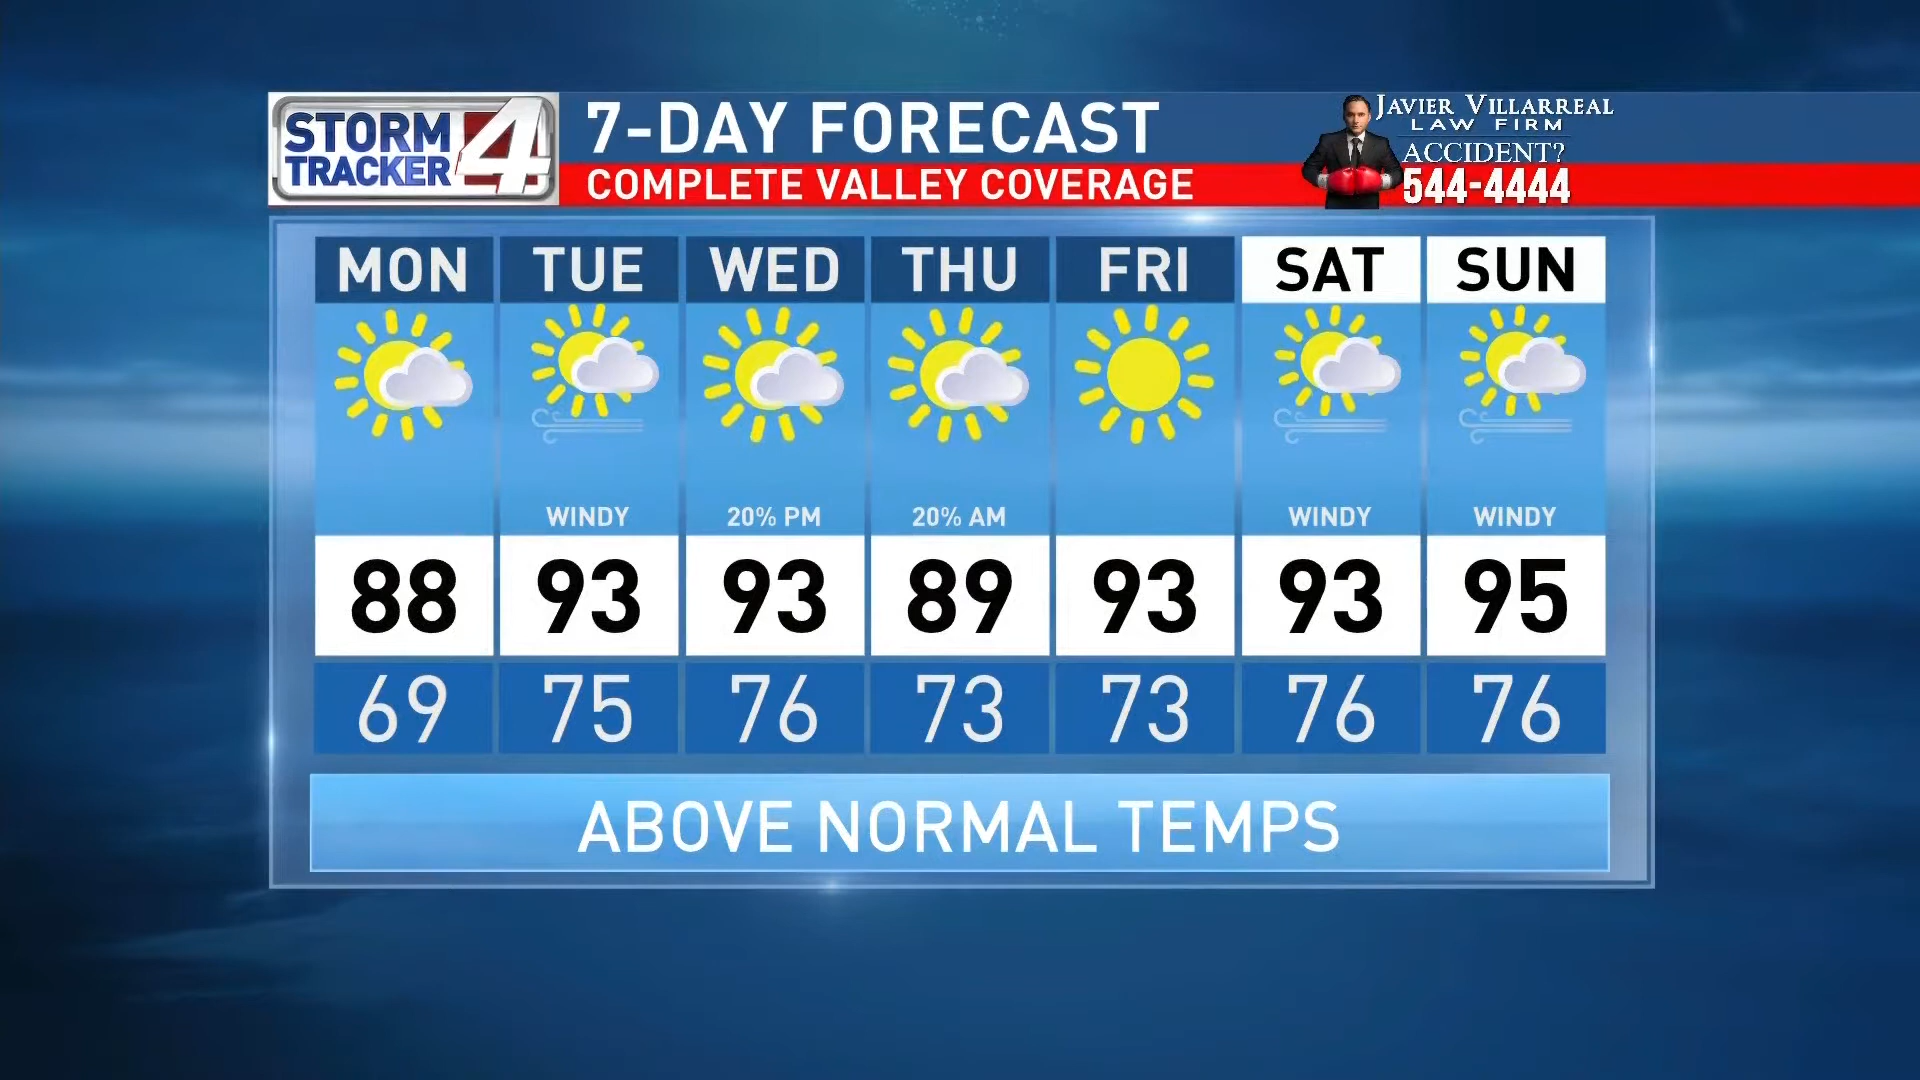 STORM TRACKER 4
7-DAY FORECAST
COMPLETE VALLEY COVERAGE
JAVIER VILLARREAL
LAW FIRM
ACCIDENT?
544-4444
MON TUE WED THU FRI SAT SUN
WINDY 20% PM 20% AM WINDY WINDY
88 93 93 89 93 93 95
69 75 76 73 73 76 76
ABOVE NORMAL TEMPS